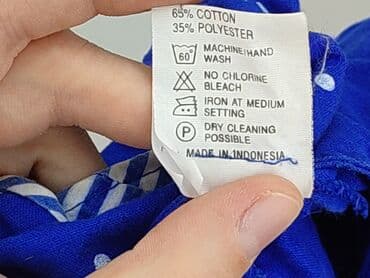 65% COTTON
35% POLYESTER
60°
MACHINE/HAND
WASH
NO CHLORINE
BLEACH
IRON AT MEDIUM
SETTING
P
DRY CLEANING
POSSIBLE
MADE IN INDONESIA